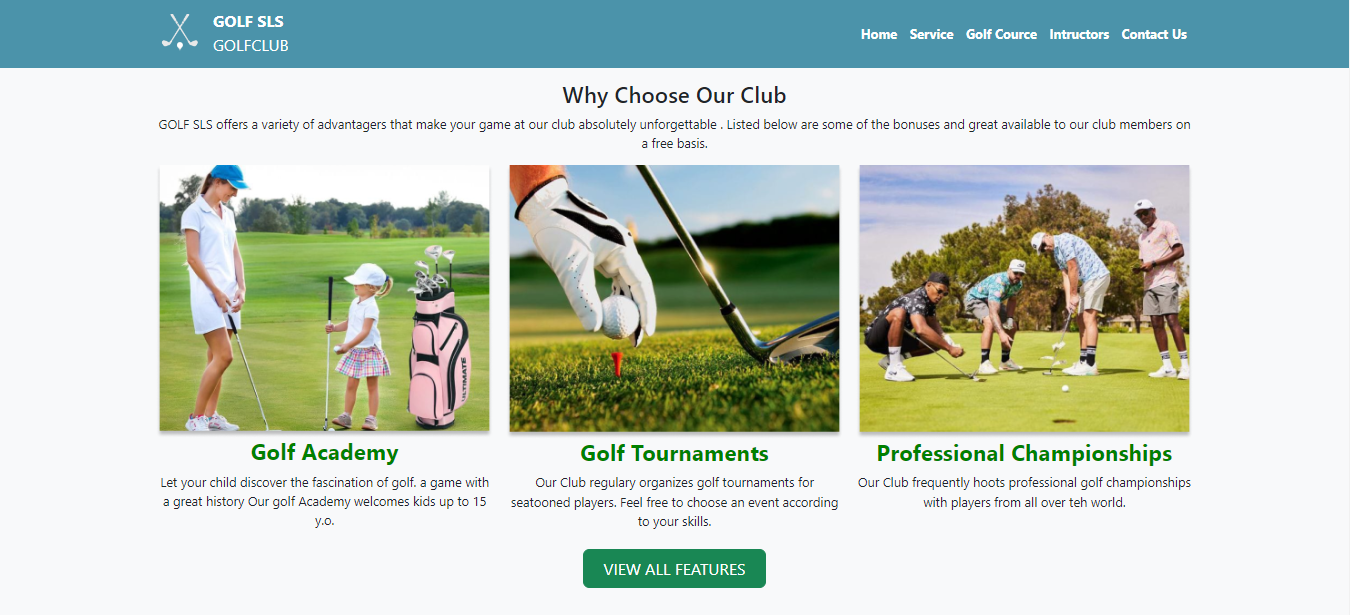 GOLF SLS
GOLFCLUB
Home Service Golf Cource Intructors Contact Us
Why Choose Our Club
GOLF SLS offers a variety of advantagers that make your game at our club absolutely unforgettable . Listed below are some of the bonuses and great available to our club members on
a free basis.
ULTIMATE
Golf Academy
Let your child discover the fascination of golf. a game with
a great history Our golf Academy welcomes kids up to 15
y.o.
Golf Tournaments
Our Club regulary organizes golf tournaments for
seatooned players. Feel free to choose an event according
to your skills.
Professional Championships
Our Club frequently hoots professional golf championships
with players from all over teh world.
VIEW ALL FEATURES